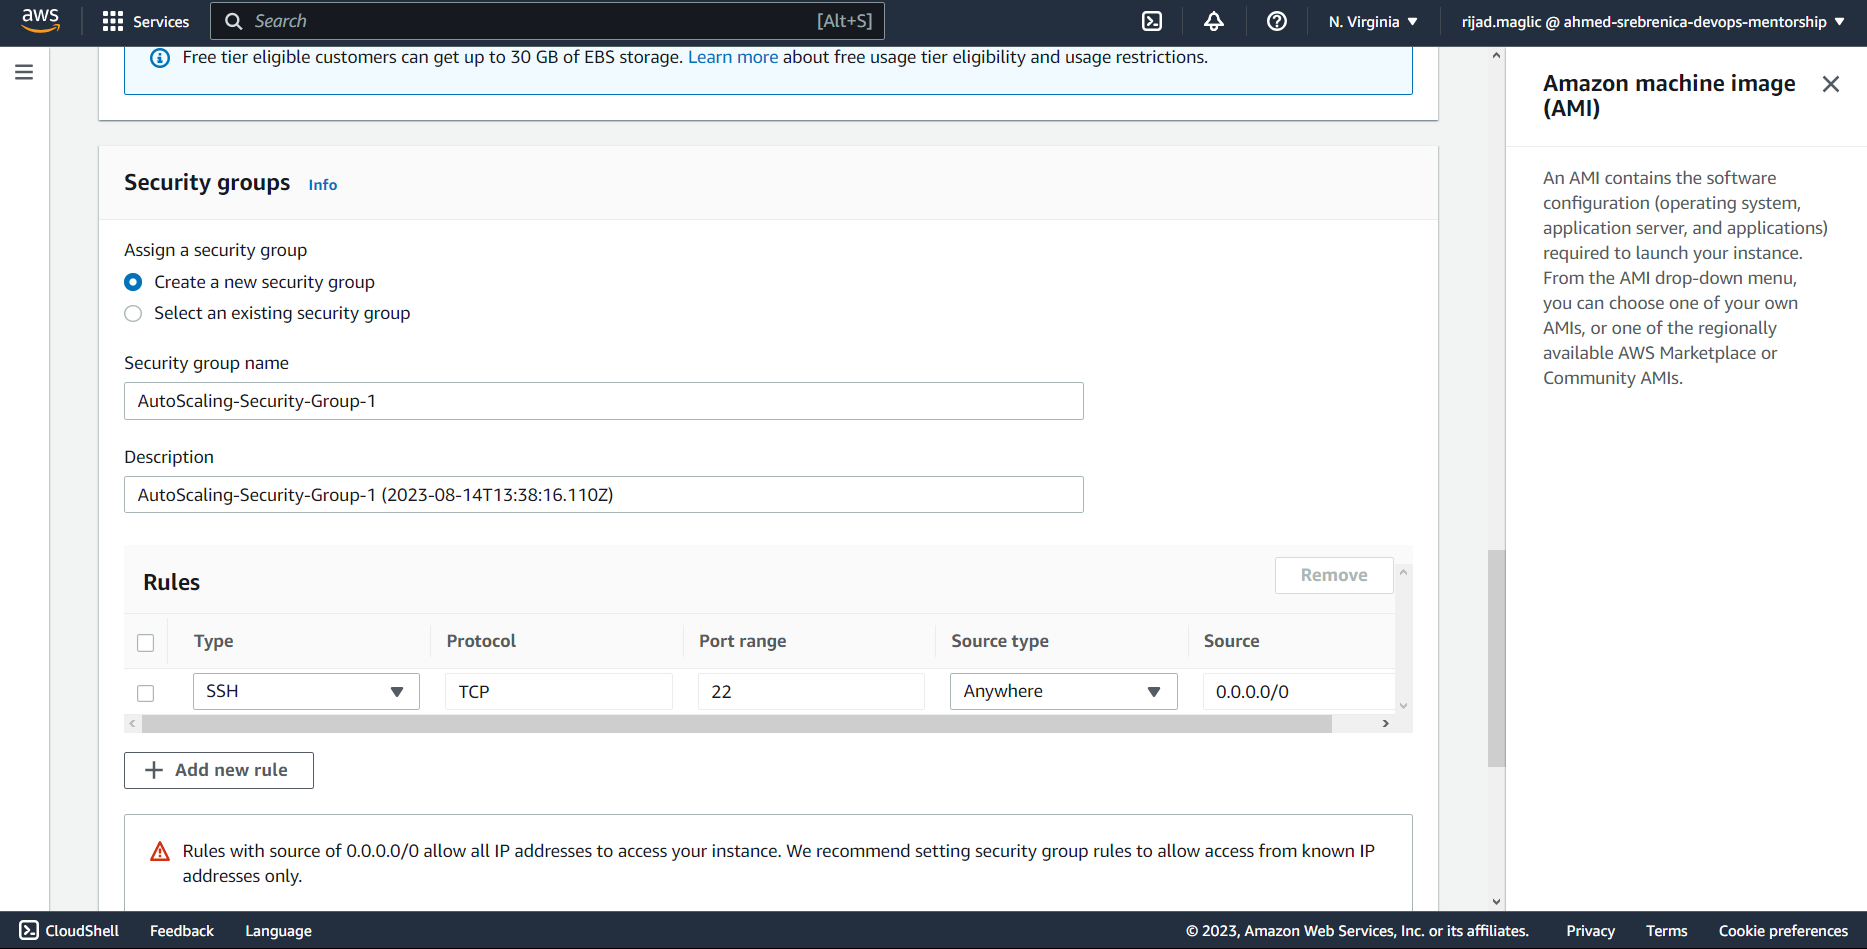 aws
Services
Search
[Alt+S]
N. Virginia
rijad.maglic @ ahmed-srebrenica-devops-mentorship
Free tier eligible customers can get up to 30 GB of EBS storage. Learn more about free usage tier eligibility and usage restrictions.
Security groups Info
Assign a security group
Create a new security group
Select an existing security group
Security group name
AutoScaling-Security-Group-1
Description
AutoScaling-Security-Group-1 (2023-08-14T13:38:16.110Z)
Rules
Remove
Type Protocol Port range Source type Source
SSH TCP 22 Anywhere 0.0.0.0/0
Add new rule
Rules with source of 0.0.0.0/0 allow all IP addresses to access your instance. We recommend setting security group rules to allow access from known IP
addresses only.
Amazon machine image
(AMI)
An AMI contains the software
configuration (operating system,
application server, and applications)
required to launch your instance.
From the AMI drop-down menu,
you can choose one of your own
AMIs, or one of the regionally
available AWS Marketplace or
Community AMIs.
CloudShell
Feedback
Language
© 2023, Amazon Web Services, Inc. or its affiliates.
Privacy
Terms
Cookie preferences